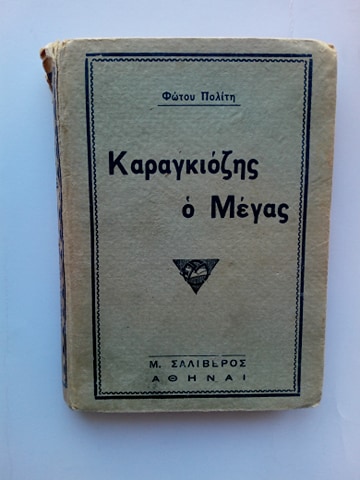 Φώτου Πολίτη
Καραγκιόζης
ὁ Μέγας
Μ. ΣΑΛΙΒΕΡΟΣ
ΑΘΗΝΑΙ